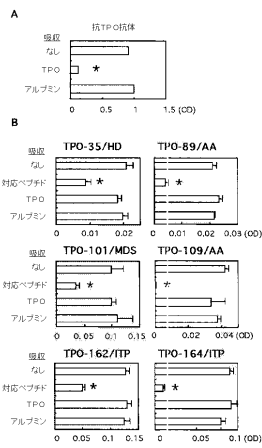 A
抗TPO抗体
吸収
なし
TPO
*
アルブミン
0 0.5 1 1.5 (OD)
B
吸収 TPO-35/HD TPO-89/AA
なし
対応ペプチド * *
TPO
アルブミン
0 0.01 0.02 0 0.01 0.02 0.03 (OD)
吸収 TPO-101/MDS TPO-109/AA
なし
対応ペプチド * *
TPO
アルブミン
0 0.05 0.1 0.15 0 0.02 0.04 (OD)
吸収 TPO-162/ITP TPO-164/ITP
なし
対応ペプチド * *
TPO
アルブミン
0 0.05 0.1 0.15 0 0.05 0.1 (OD)